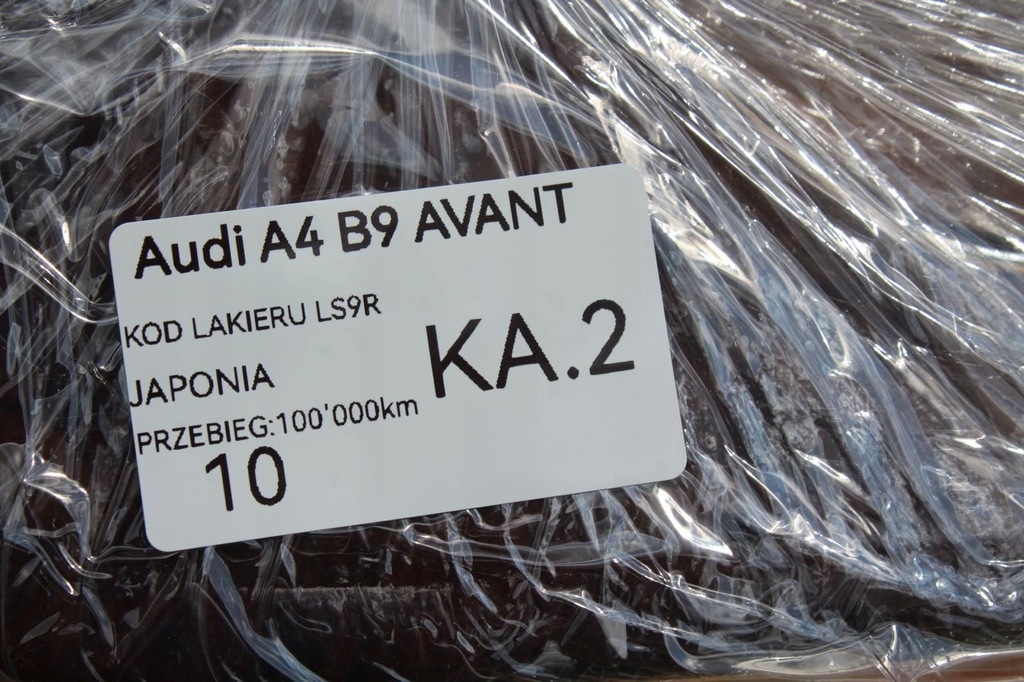 Audi A4 B9 AVANT
KOD LAKIERU LS9R
JAPONIA
KA.2
PRZEBIEG:100'000km
10